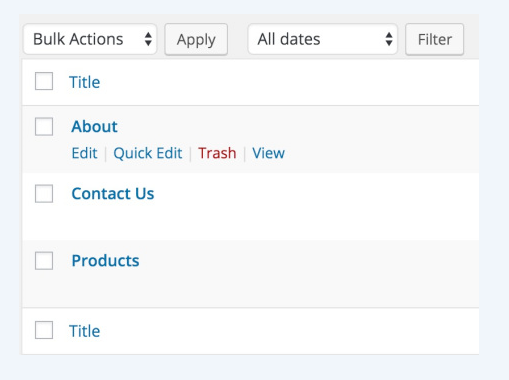 Bulk Actions Apply All dates Filter
Title
About
Edit | Quick Edit | Trash | View
Contact Us
Products
Title